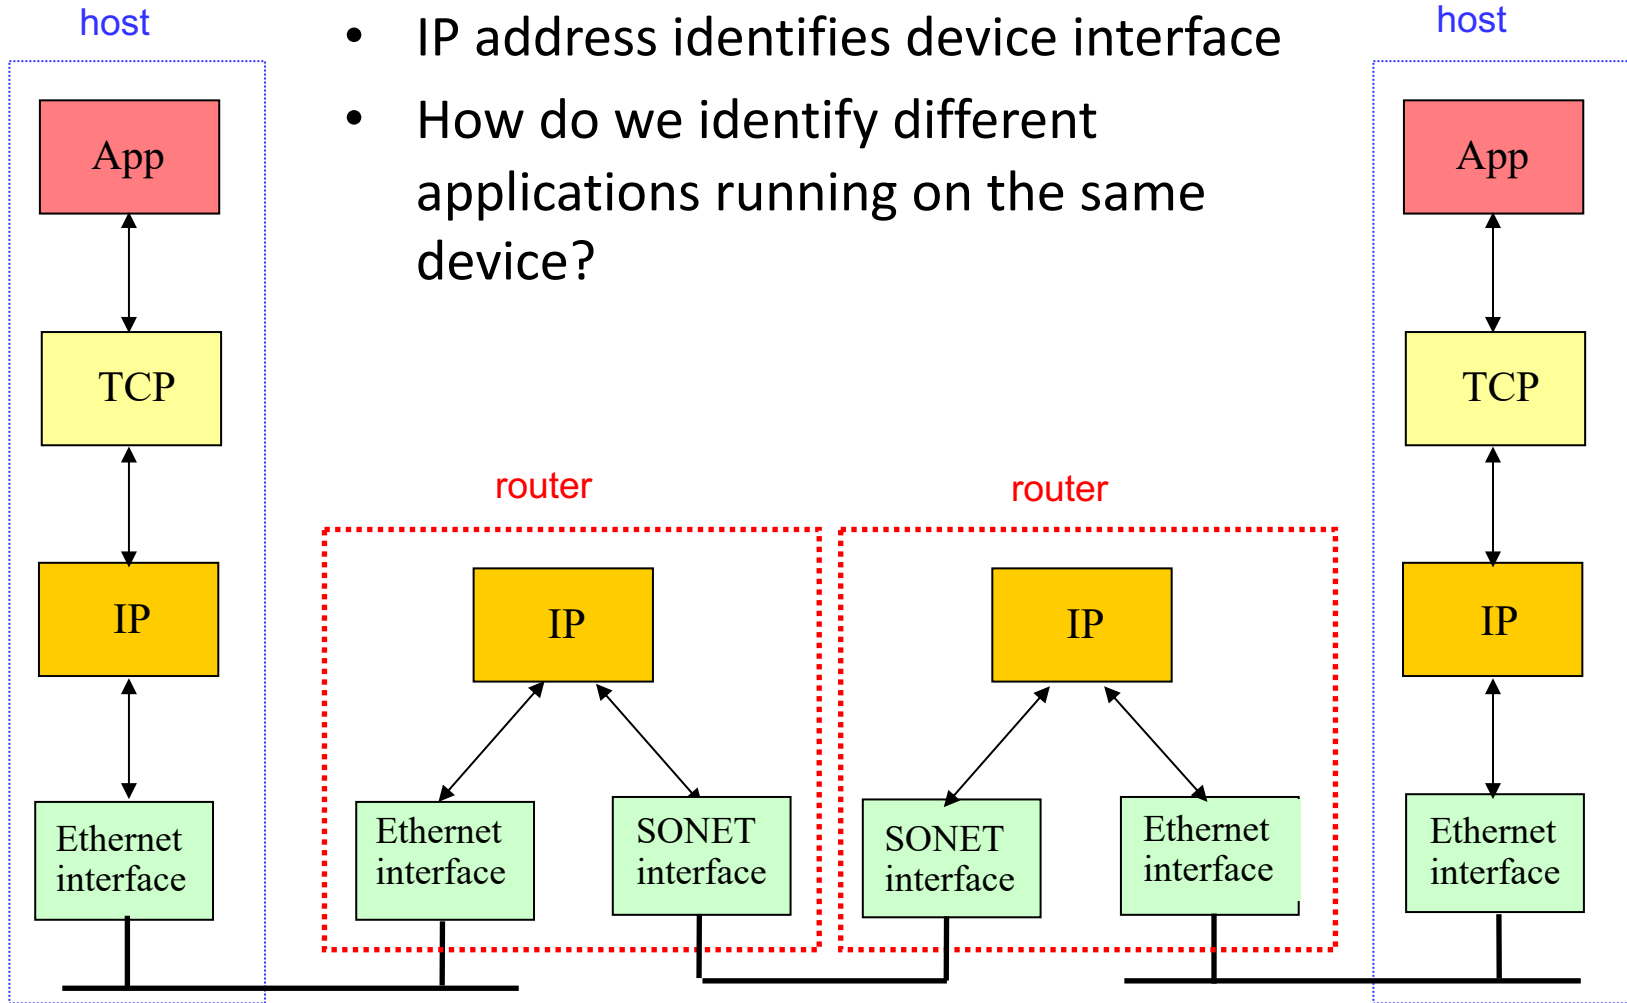 host
• IP address identifies device interface
host
• How do we identify different
applications running on the same
device?
App
App
TCP
TCP
router
router
IP
IP
IP
IP
Ethernet
interface
Ethernet
interface
SONET
interface
SONET
interface
Ethernet
interface
Ethernet
interface